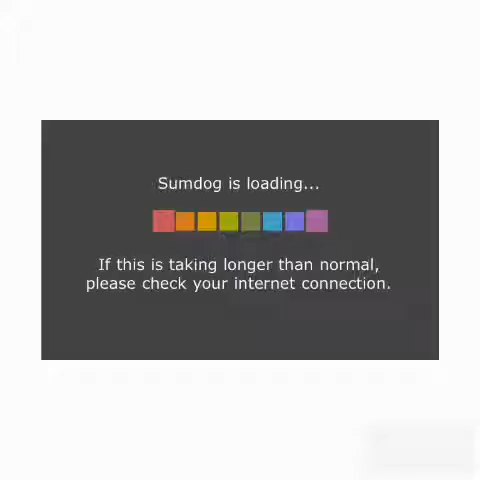 Sumdog is loading...
If this is taking longer than normal,
please check your internet connection.